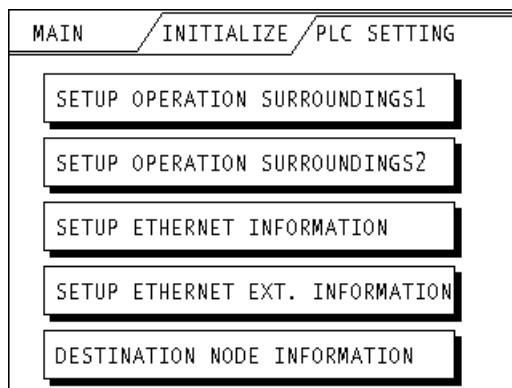 MAIN INITIALIZE PLC SETTING
SETUP OPERATION SURROUNDINGS1
SETUP OPERATION SURROUNDINGS2
SETUP ETHERNET INFORMATION
SETUP ETHERNET EXT. INFORMATION
DESTINATION NODE INFORMATION